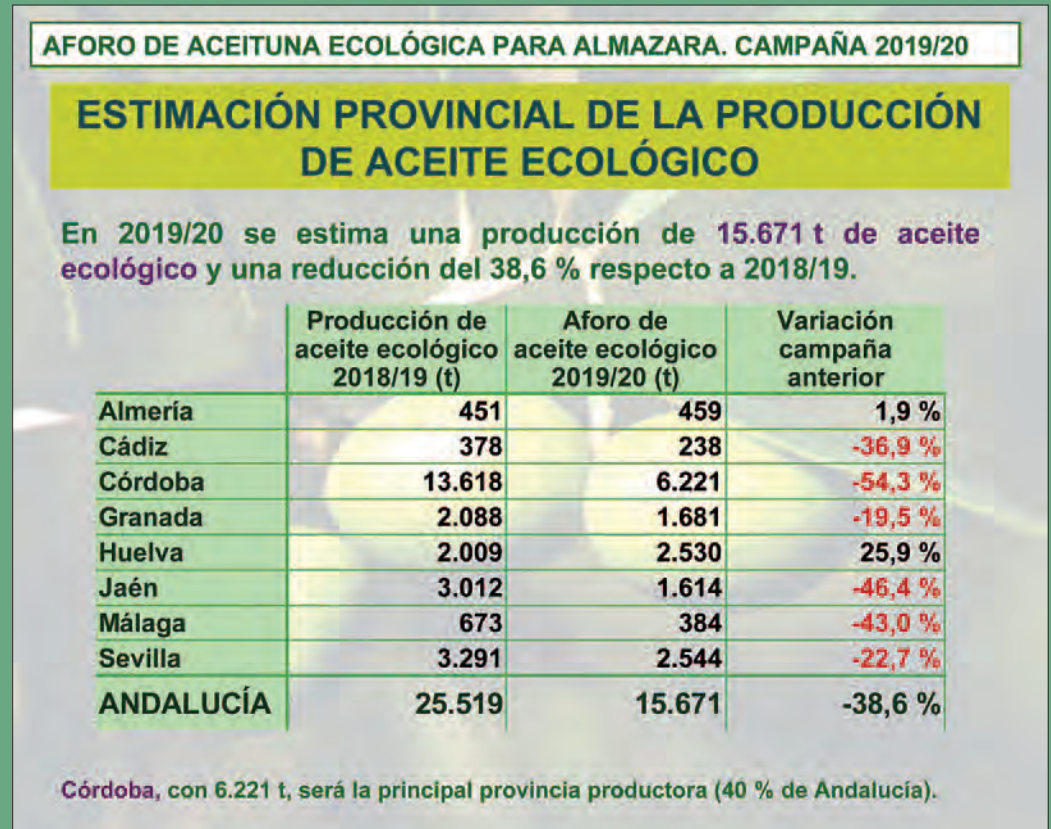 AFORO DE ACEITUNA ECOLÓGICA PARA ALMAZARA. CAMPAÑA 2019/20
ESTIMACIÓN PROVINCIAL DE LA PRODUCCIÓN
DE ACEITE ECOLÓGICO
En 2019/20 se estima una producción de 15.671 t de aceite
ecológico y una reducción del 38,6 % respecto a 2018/19.
Producción de aceite ecológico 2018/19 (t) Aforo de aceite ecológico 2019/20 (t) Variación campaña anterior
Almería 451 459 1,9 %
Cádiz 378 238 -36,9 %
Córdoba 13.618 6.221 -54,3 %
Granada 2.088 1.681 -19,5 %
Huelva 2.009 2.530 25,9 %
Jaén 3.012 1.614 -46,4 %
Málaga 673 384 -43,0 %
Sevilla 3.291 2.544 -22,7 %
ANDALUCÍA 25.519 15.671 -38,6 %
Córdoba, con 6.221 t, será la principal provincia productora (40 % de Andalucía).